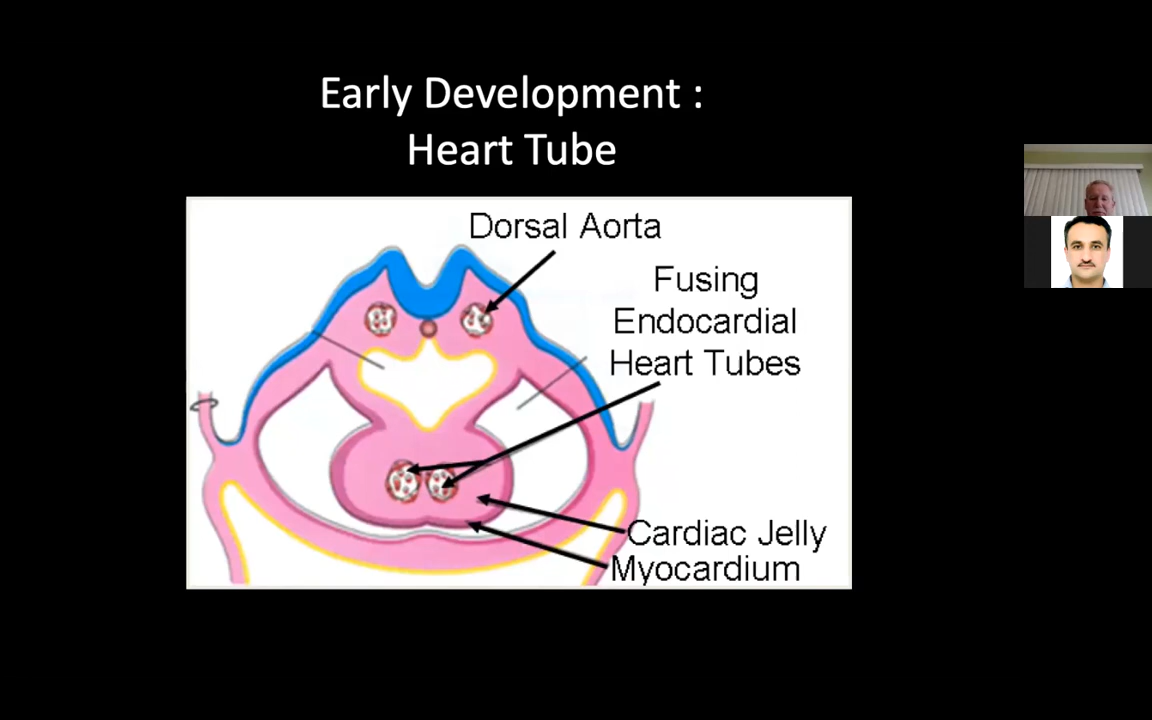 Early Development :
Heart Tube
Dorsal Aorta
Fusing
Endocardial
Heart Tubes
Cardiac Jelly
Myocardium